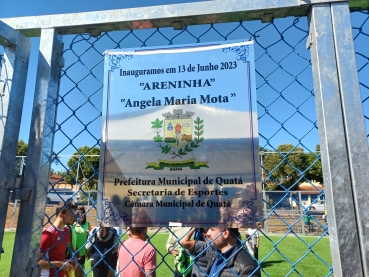 Inauguramos em 13 de Junho 2023
"ARENINHA"
"Angela Maria Mota"
Prefeitura Municipal de Quatá
Secretaria de Esportes
Câmara Municipal de Quatá